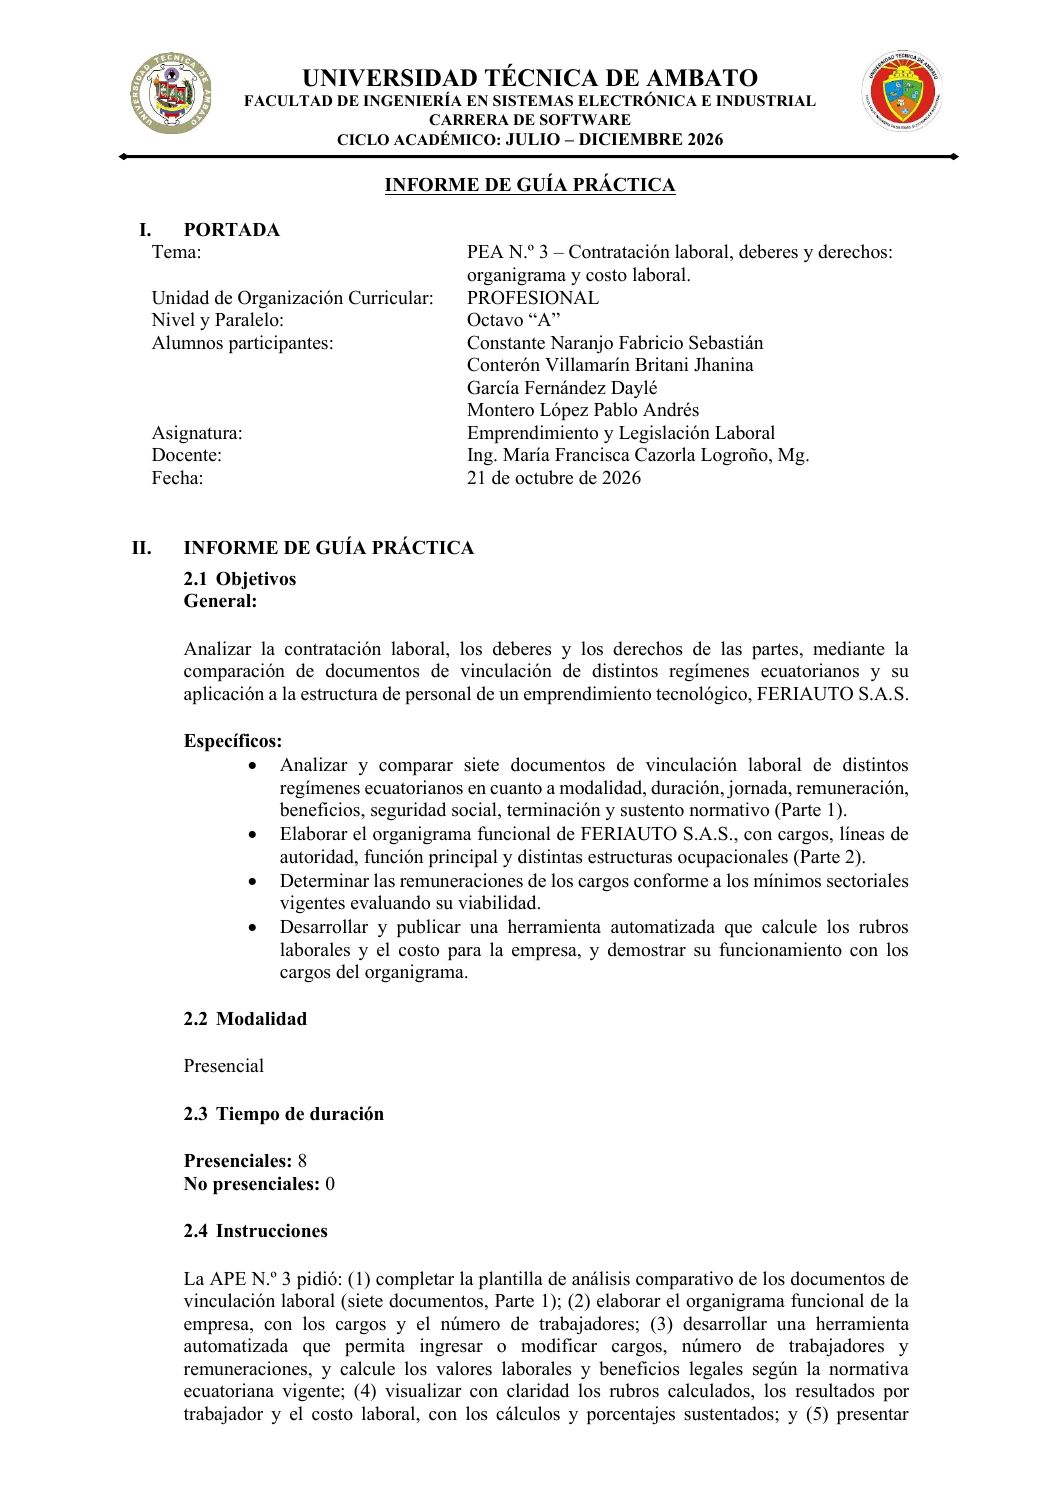 UNIVERSIDAD TÉCNICA DE AMBATO
FACULTAD DE INGENIERÍA EN SISTEMAS ELECTRÓNICA E INDUSTRIAL
CARRERA DE SOFTWARE
CICLO ACADÉMICO: JULIO – DICIEMBRE 2026
INFORME DE GUÍA PRÁCTICA
I. PORTADA
Tema: PEA N.º 3 – Contratación laboral, deberes y derechos:
organigrama y costo laboral.
Unidad de Organización Curricular: PROFESIONAL
Nivel y Paralelo: Octavo “A”
Alumnos participantes: Constante Naranjo Fabricio Sebastián
Conterón Villamarín Britani Jhanina
García Fernández Daylé
Montero López Pablo Andrés
Asignatura: Emprendimiento y Legislación Laboral
Docente: Ing. María Francisca Cazorla Logroño, Mg.
Fecha: 21 de octubre de 2026
II. INFORME DE GUÍA PRÁCTICA
2.1 Objetivos
General:
Analizar la contratación laboral, los deberes y los derechos de las partes, mediante la
comparación de documentos de vinculación de distintos regímenes ecuatorianos y su
aplicación a la estructura de personal de un emprendimiento tecnológico, FERIAUTO S.A.S.
Específicos:
• Analizar y comparar siete documentos de vinculación laboral de distintos
regímenes ecuatorianos en cuanto a modalidad, duración, jornada, remuneración,
beneficios, seguridad social, terminación y sustento normativo (Parte 1).
• Elaborar el organigrama funcional de FERIAUTO S.A.S., con cargos, líneas de
autoridad, función principal y distintas estructuras ocupacionales (Parte 2).
• Determinar las remuneraciones de los cargos conforme a los mínimos sectoriales
vigentes evaluando su viabilidad.
• Desarrollar y publicar una herramienta automatizada que calcule los rubros
laborales y el costo para la empresa, y demostrar su funcionamiento con los
cargos del organigrama.
2.2 Modalidad
Presencial
2.3 Tiempo de duración
Presenciales: 8
No presenciales: 0
2.4 Instrucciones
La APE N.º 3 pidió: (1) completar la plantilla de análisis comparativo de los documentos de
vinculación laboral (siete documentos, Parte 1); (2) elaborar el organigrama funcional de la
empresa, con los cargos y el número de trabajadores; (3) desarrollar una herramienta
automatizada que permita ingresar o modificar cargos, número de trabajadores y
remuneraciones, y calcule los valores laborales y beneficios legales según la normativa
ecuatoriana vigente; (4) visualizar con claridad los rubros calculados, los resultados por
trabajador y el costo laboral, con los cálculos y porcentajes sustentados; y (5) presentar